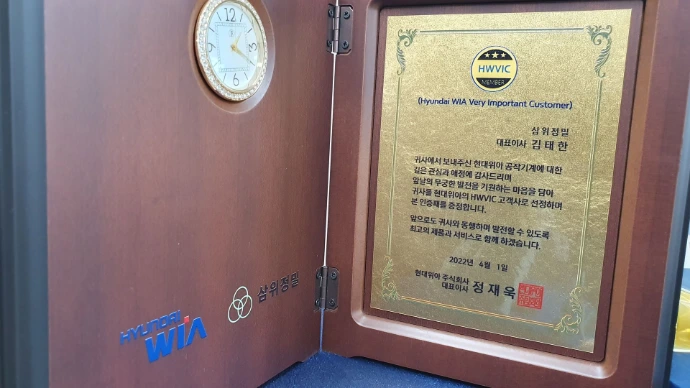 12
3
6
9
HYUNDAI
WIA
삼위정밀
HWVIC
MEMBER
(Hyundai WIA Very Important Customer)
삼위정밀
대표이사 김태한
귀사에서 보내주신 현대위아 공작기계에 대한
깊은 관심과 애정에 감사드리며
앞날의 무궁한 발전을 기원하는 마음을 담아
귀사를 현대위아의 HWVIC 고객사로 선정하며
본 인증패를 증정합니다.
앞으로도 귀사와 동행하며 발전할 수 있도록
최고의 제품과 서비스로 함께 하겠습니다.
2022년 4월 1일
현대위아 주식회사
대표이사 정재욱